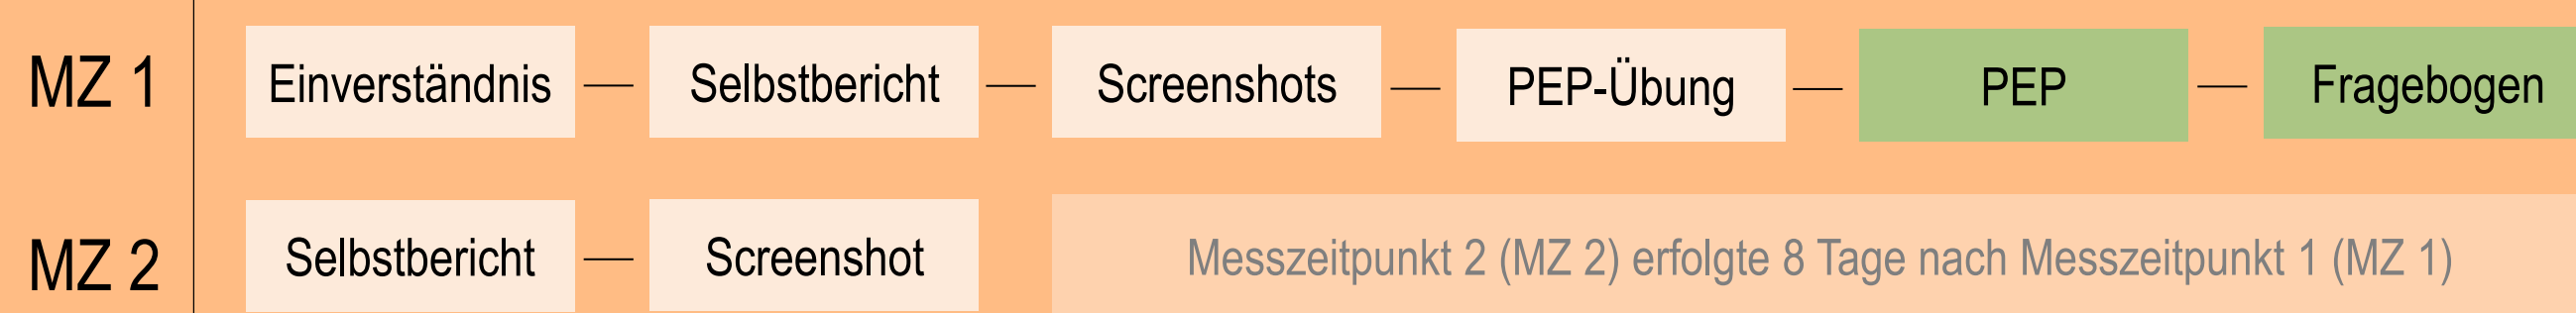 MZ 1 Einverständnis Selbstbericht Screenshots PEP-Übung PEP Fragebogen
MZ 2 Selbstbericht Screenshot Messzeitpunkt 2 (MZ 2) erfolgte 8 Tage nach Messzeitpunkt 1 (MZ 1)